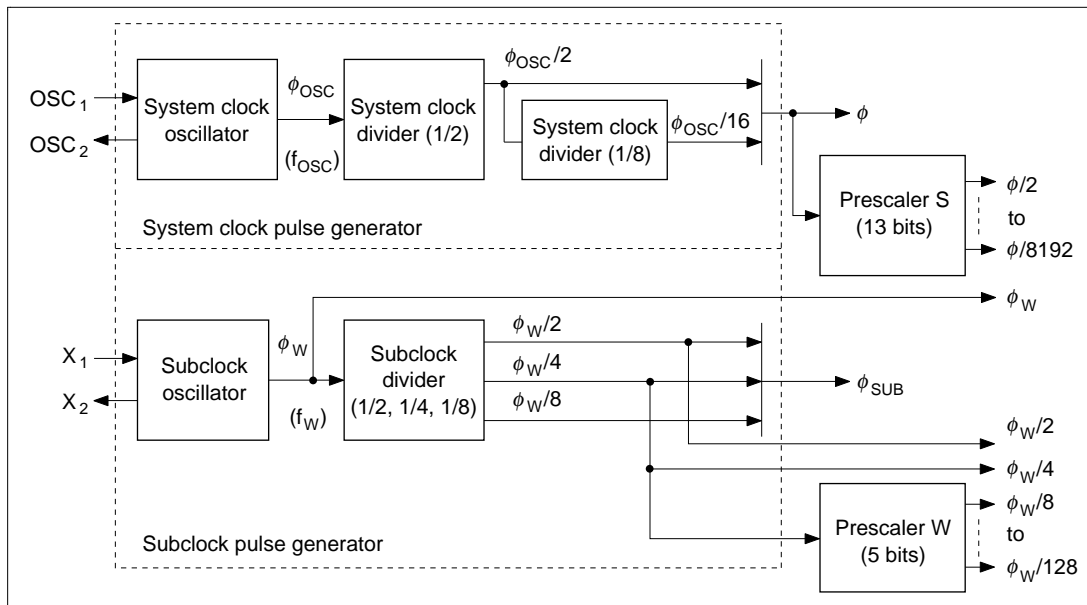 OSC1
OSC2
System clock
oscillator
ϕOSC
(fOSC)
System clock
divider (1/2)
ϕOSC/2
System clock
divider (1/8)
ϕOSC/16
ϕ
Prescaler S
(13 bits)
ϕ/2
to
ϕ/8192
System clock pulse generator
X1
X2
Subclock
oscillator
ϕW
(fW)
Subclock
divider
(1/2, 1/4, 1/8)
ϕW/2
ϕW/4
ϕW/8
ϕW
ϕSUB
ϕW/2
ϕW/4
Prescaler W
(5 bits)
ϕW/8
to
ϕW/128
Subclock pulse generator